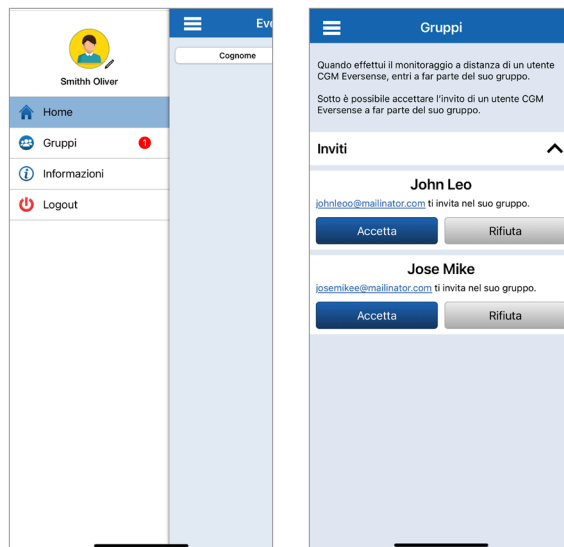 Eve
Cognome
Smithh Oliver
Home
Gruppi 1
Informazioni
Logout
Gruppi
Quando effettui il monitoraggio a distanza di un utente
CGM Eversense, entri a far parte del suo gruppo.
Sotto è possibile accettare l'invito di un utente CGM
Eversense a far parte del suo gruppo.
Inviti
John Leo
johnleoo@mailinator.com ti invita nel suo gruppo.
Accetta Rifiuta
Jose Mike
josemikee@mailinator.com ti invita nel suo gruppo.
Accetta Rifiuta